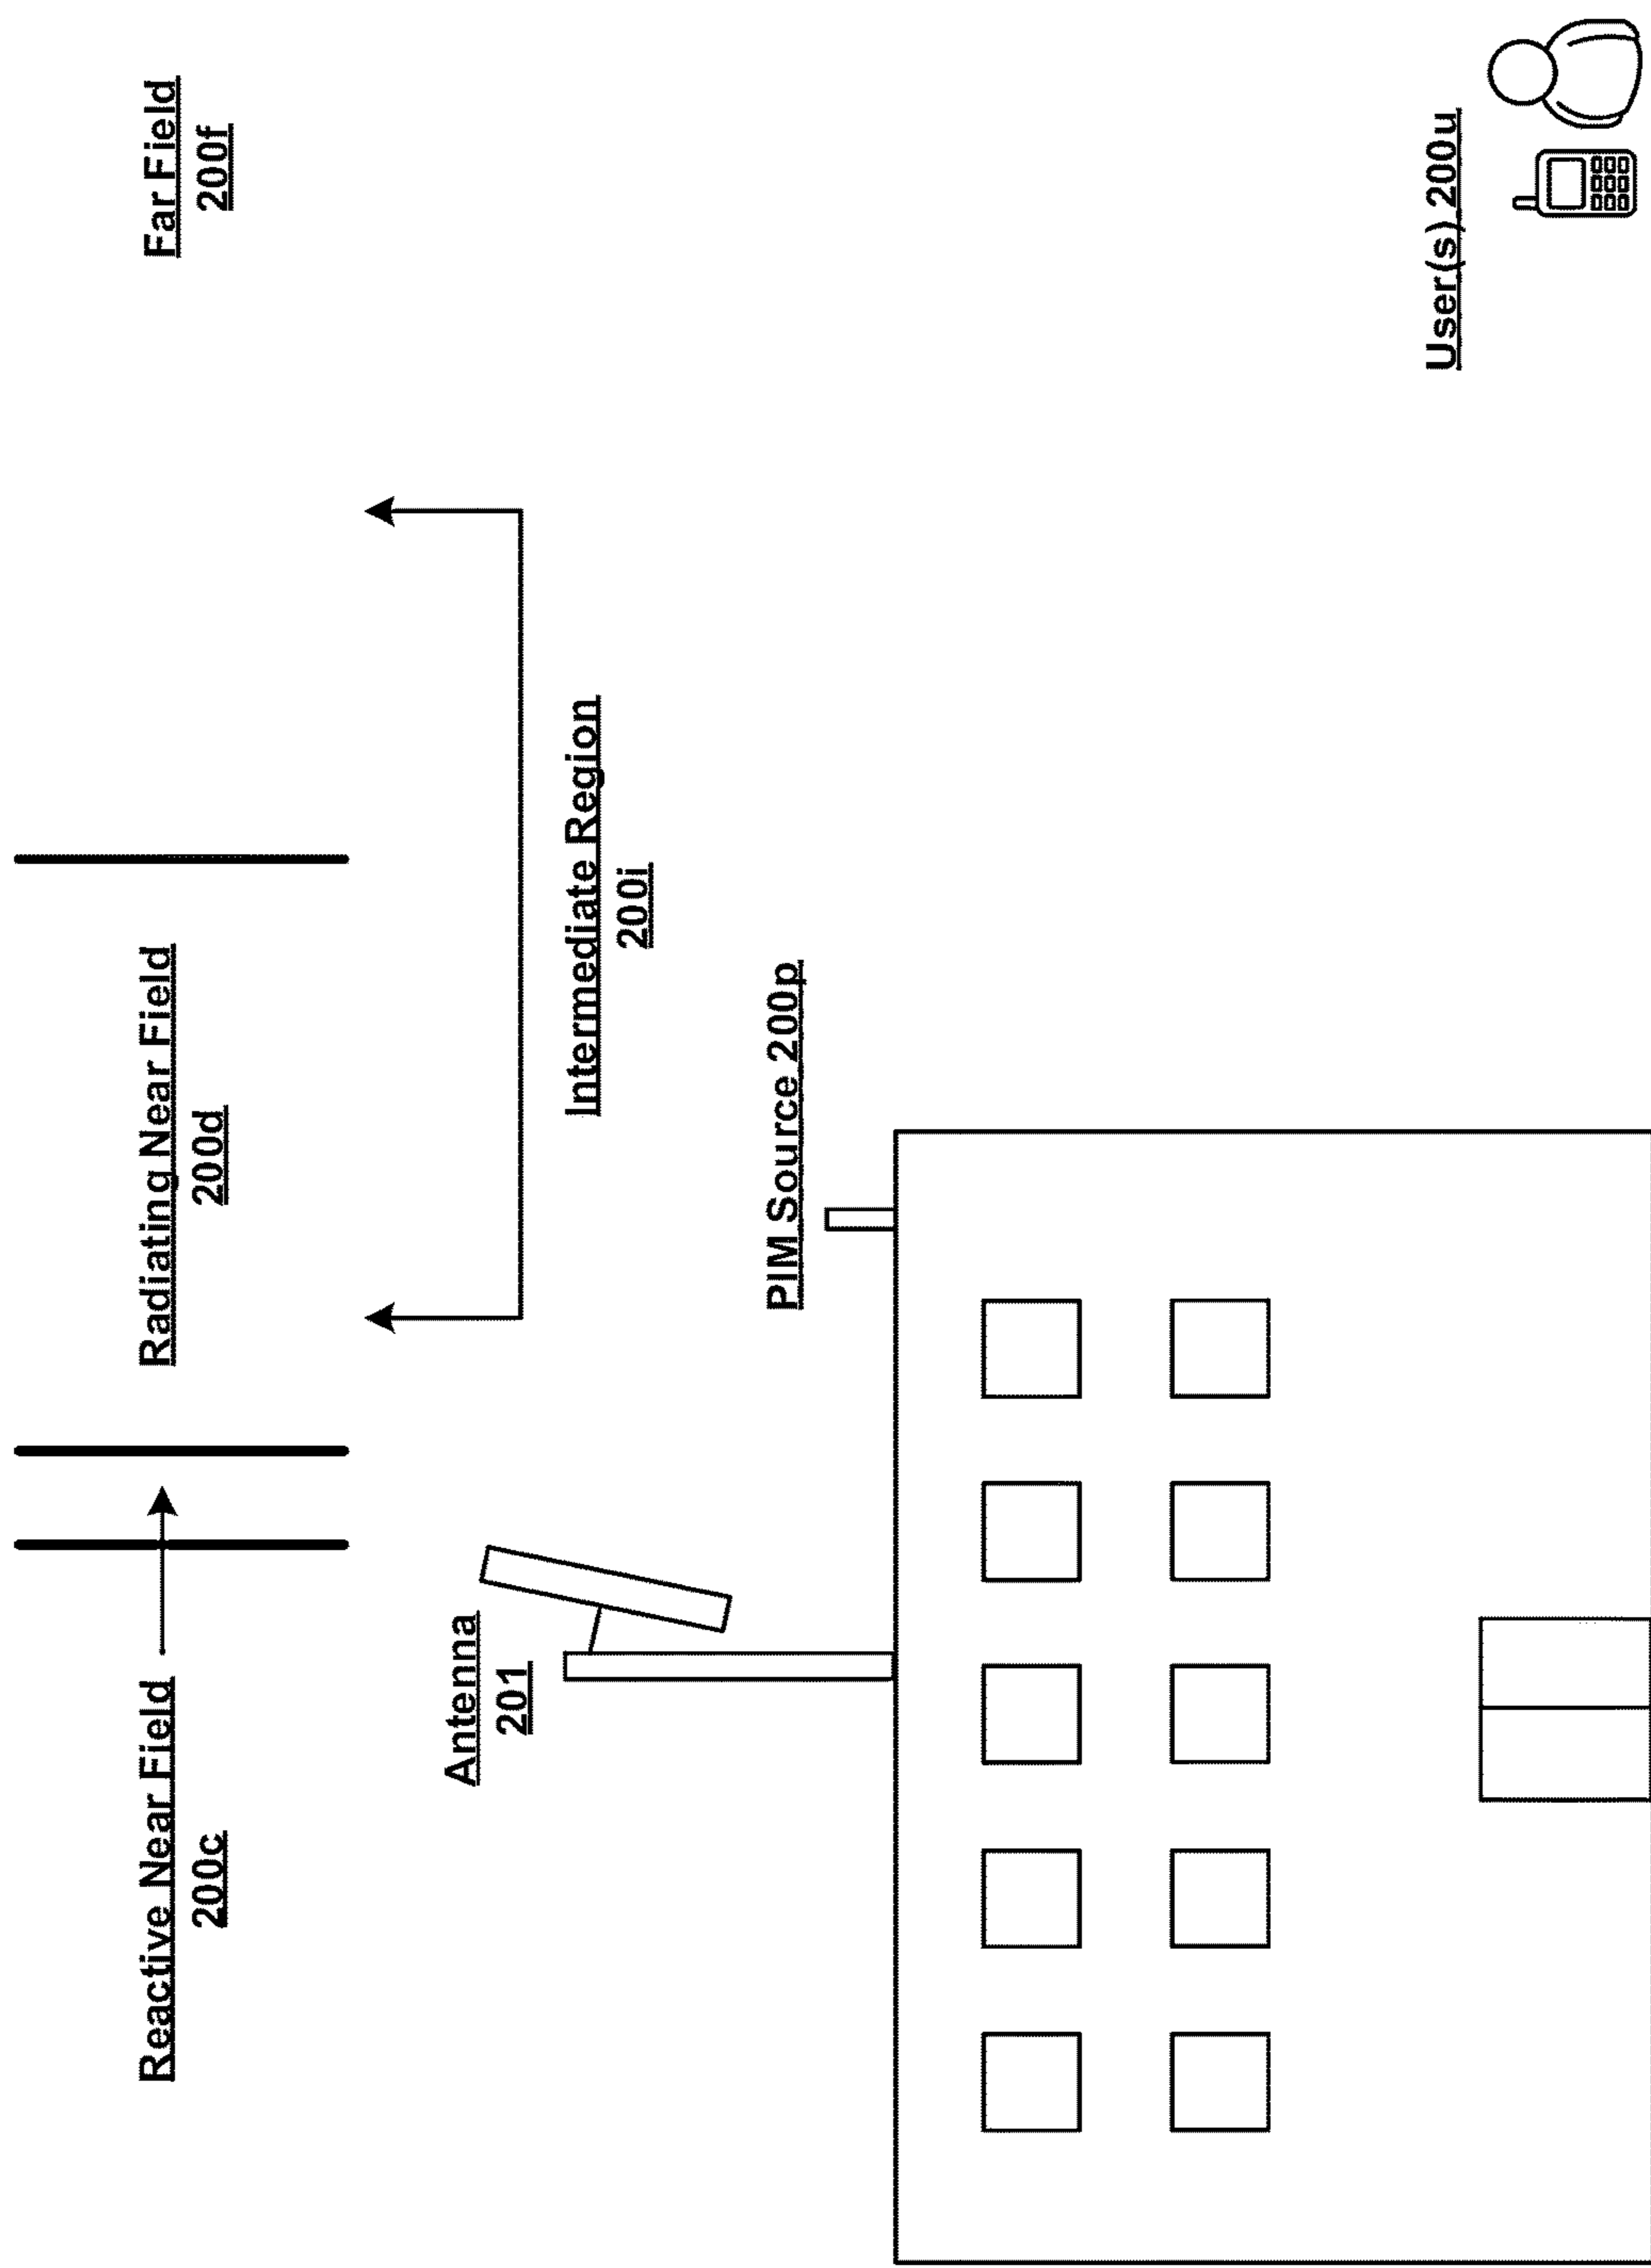 Reactive Near Field
200c
Radiating Near Field
200d
Far Field
200f
Antenna
201
Intermediate Region
200i
PIM Source 200p
User(s) 200u